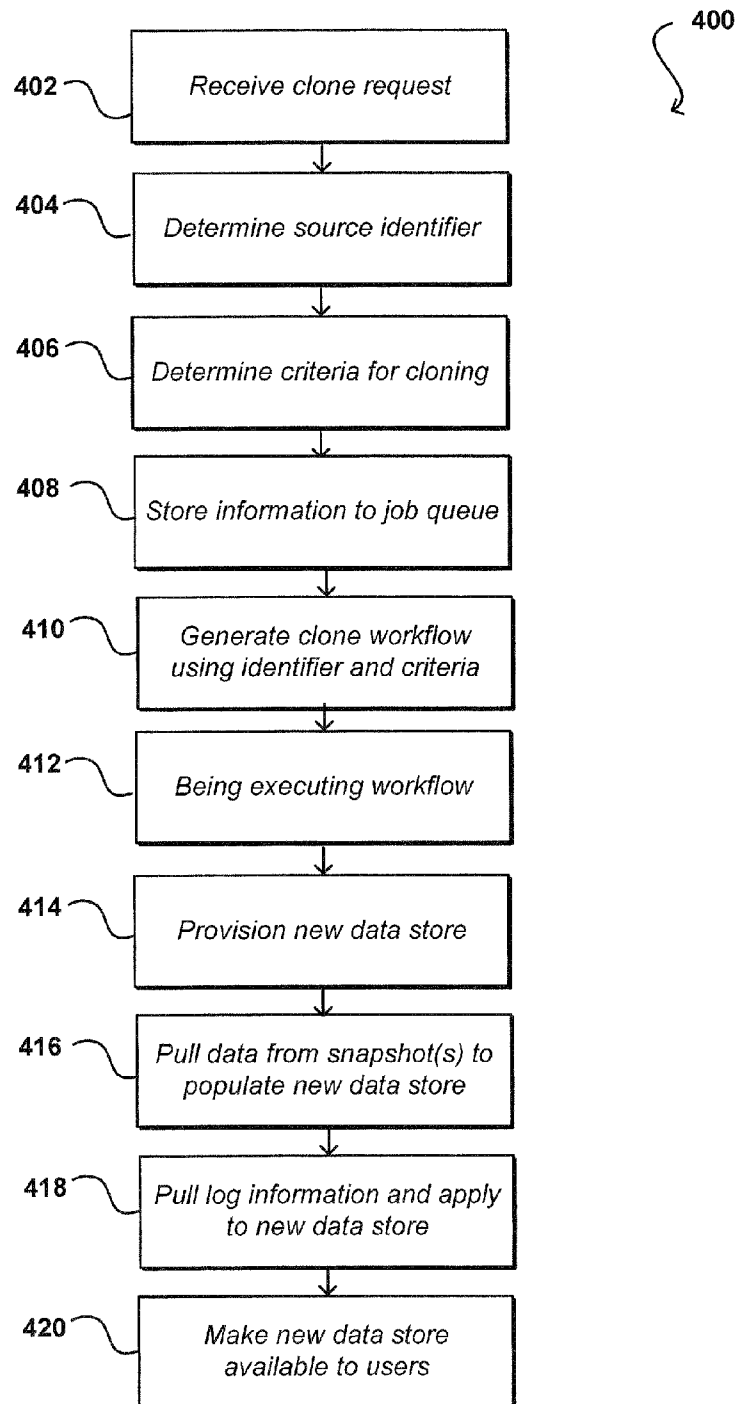 400
402
Receive clone request
404
Determine source identifier
406
Determine criteria for cloning
408
Store information to job queue
410
Generate clone workflow
using identifier and criteria
412
Being executing workflow
414
Provision new data store
416
Pull data from snapshot(s) to
populate new data store
418
Pull log information and apply
to new data store
420
Make new data store
available to users